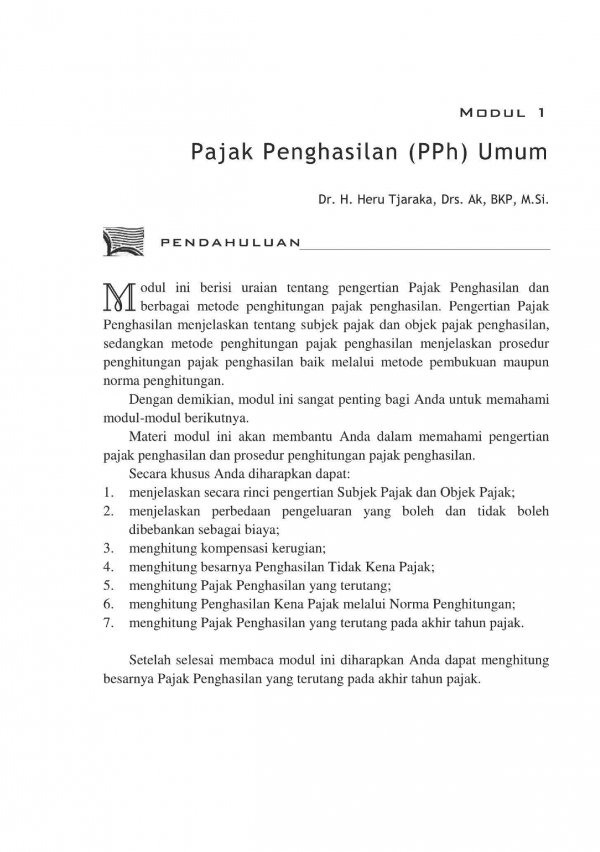 Modul 1
Pajak Penghasilan (PPh) Umum
Dr. H. Heru Tjaraka, Drs. Ak, BKP, M.Si.
PENDAHULUAN
Modul ini berisi uraian tentang pengertian Pajak Penghasilan dan
berbagai metode penghitungan pajak penghasilan. Pengertian Pajak
Penghasilan menjelaskan tentang subjek pajak dan objek pajak penghasilan,
sedangkan metode penghitungan pajak penghasilan menjelaskan prosedur
penghitungan pajak penghasilan baik melalui metode pembukuan maupun
norma penghitungan.
Dengan demikian, modul ini sangat penting bagi Anda untuk memahami
modul-modul berikutnya.
Materi modul ini akan membantu Anda dalam memahami pengertian
pajak penghasilan dan prosedur penghitungan pajak penghasilan.
Secara khusus Anda diharapkan dapat:
1. menjelaskan secara rinci pengertian Subjek Pajak dan Objek Pajak;
2. menjelaskan perbedaan pengeluaran yang boleh dan tidak boleh
dibebankan sebagai biaya;
3. menghitung kompensasi kerugian;
4. menghitung besarnya Penghasilan Tidak Kena Pajak;
5. menghitung Pajak Penghasilan yang terutang;
6. menghitung Penghasilan Kena Pajak melalui Norma Penghitungan;
7. menghitung Pajak Penghasilan yang terutang pada akhir tahun pajak.
Setelah selesai membaca modul ini diharapkan Anda dapat menghitung
besarnya Pajak Penghasilan yang terutang pada akhir tahun pajak.